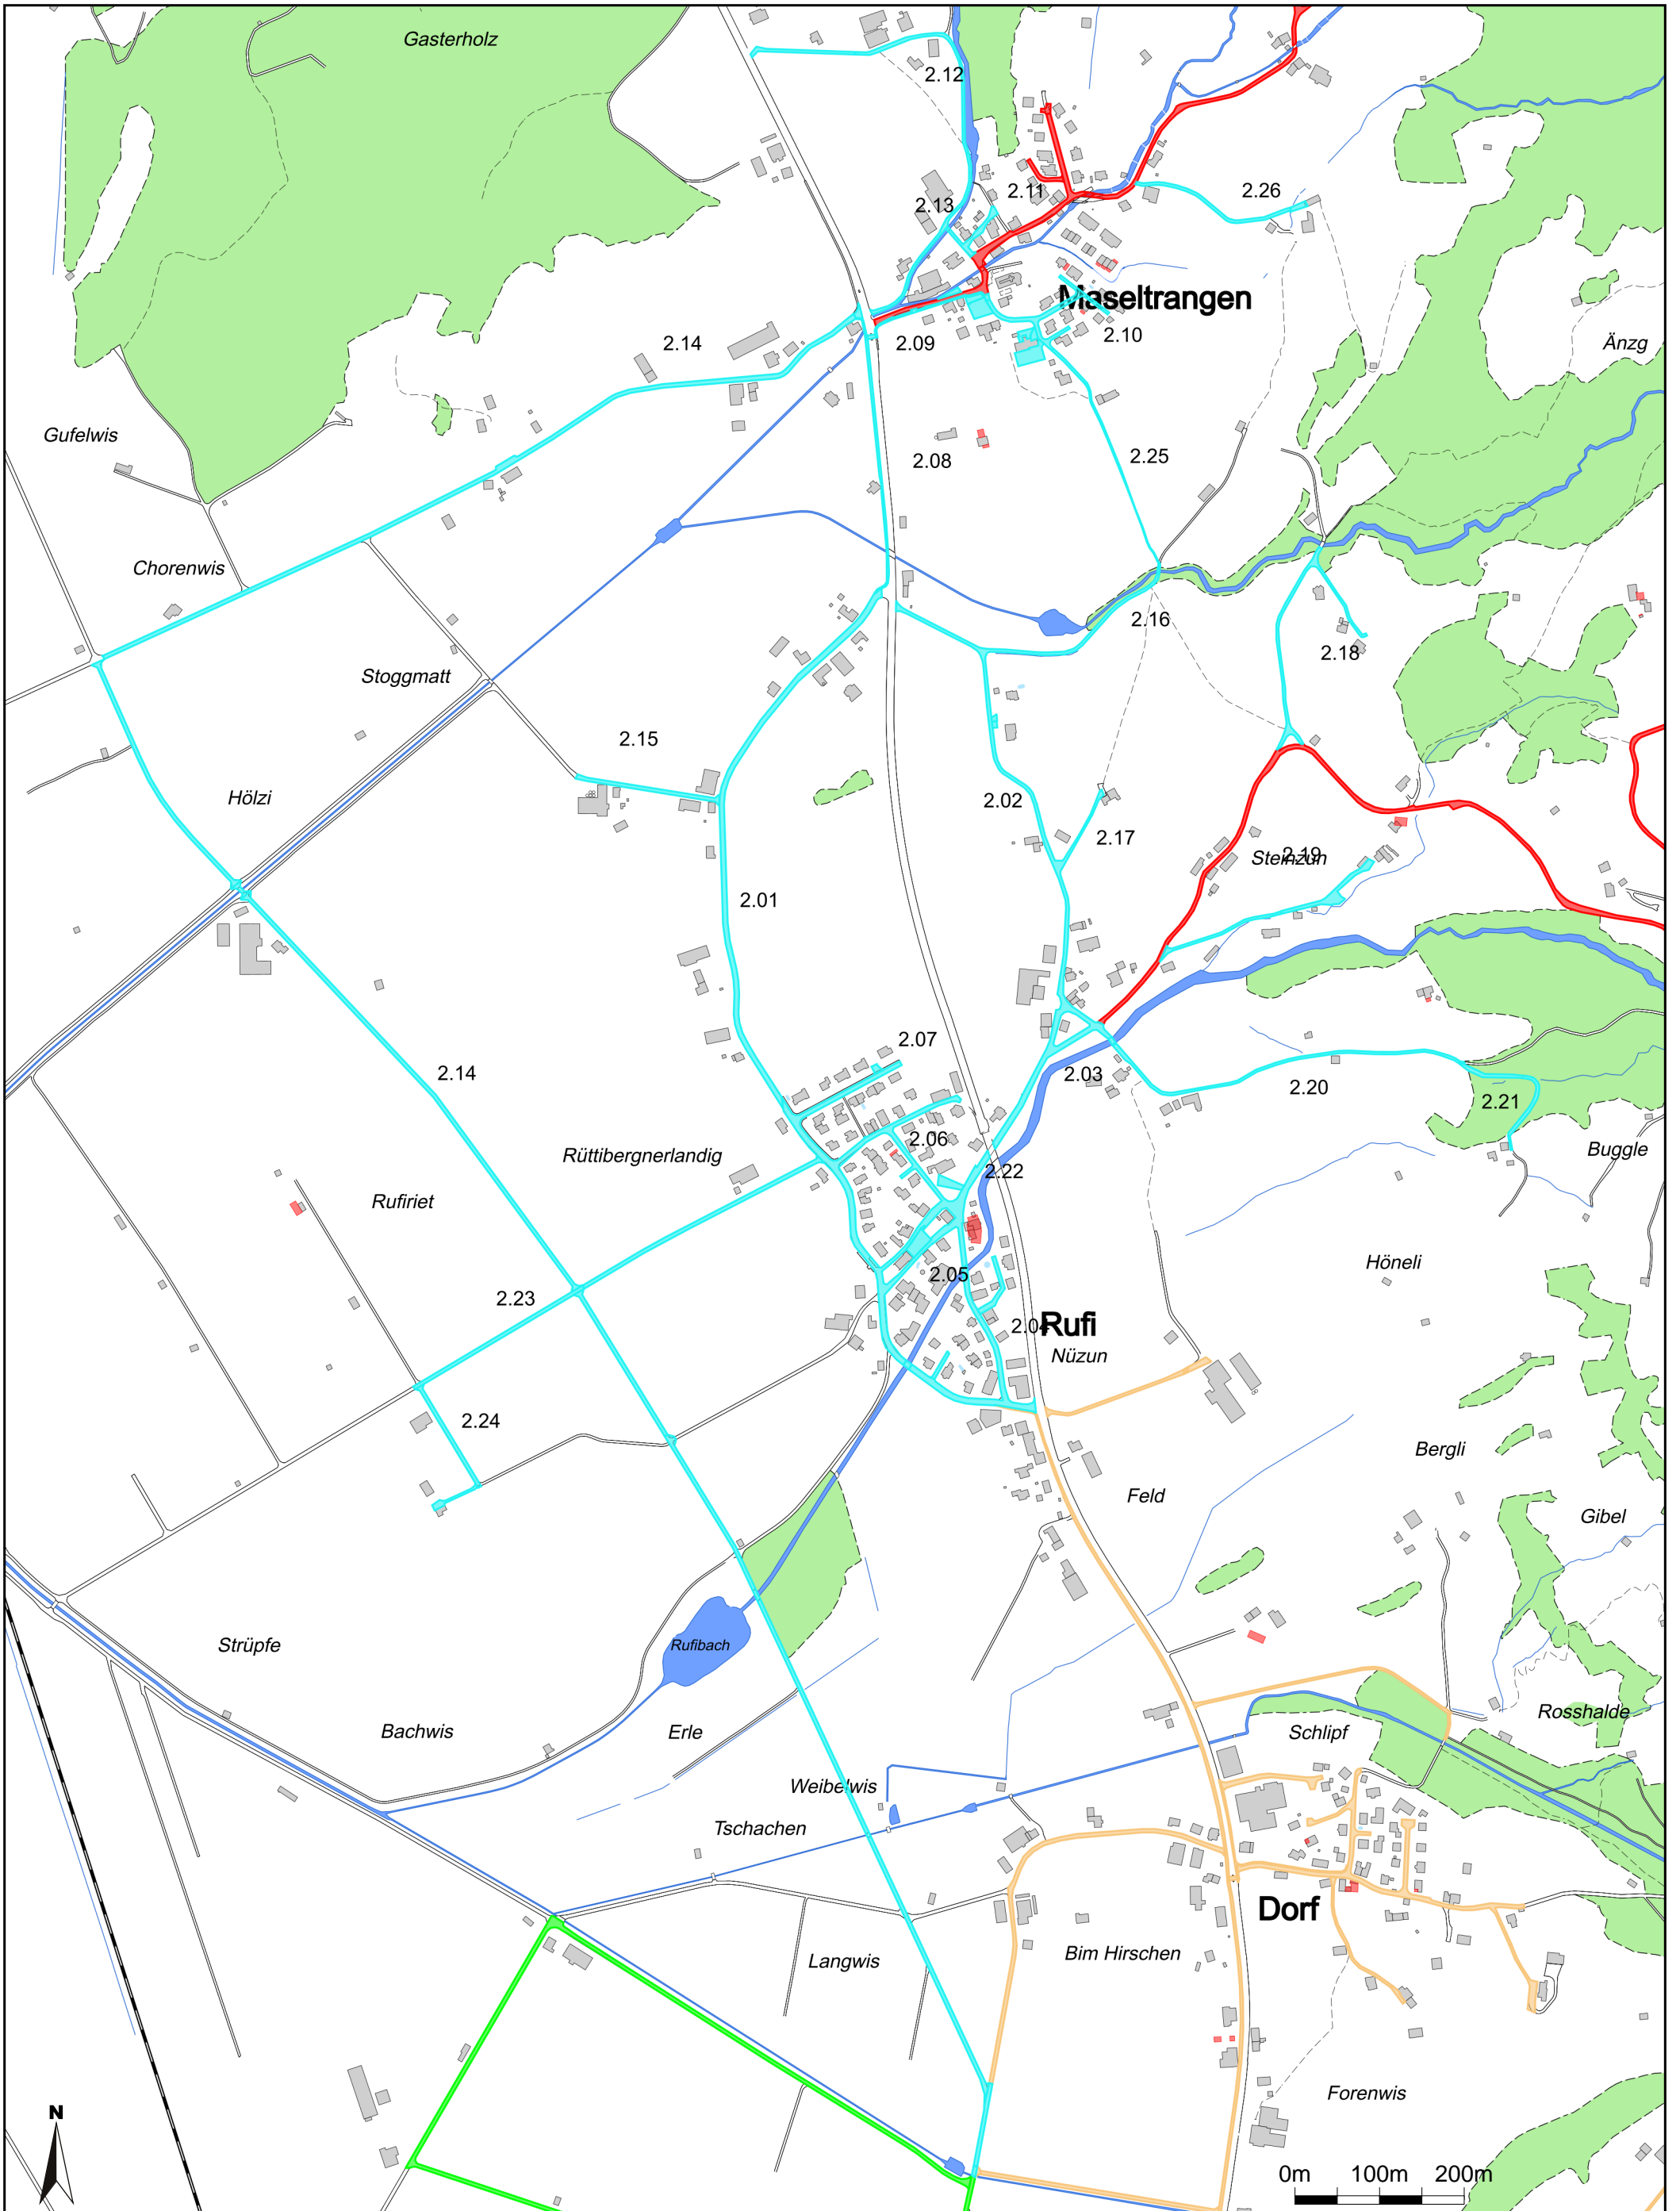 Gasterholz
2.12
2.11
2.26
2.13
Maseltrangen
2.14
2.09
2.10
Änzg
Gufelwis
2.08
2.25
Chorenwis
2.16
2.18
Stoggmatt
2.15
Hölzi
2.02
2.17
Steinzun
2.19
2.01
2.07
2.14
2.03
2.20
2.21
2.06
Rüttibergnerlandig
Buggle
2.22
Rufiriet
Höneli
2.05
2.23
2.04
Rufi
Nüzun
2.24
Bergli
Feld
Gibel
Strüpfe
Rufibach
Rosshalde
Bachwis
Erle
Schlipf
Weibelwis
Tschachen
Dorf
Langwis
Bim Hirschen
Forenwis
N
0m 100m 200m